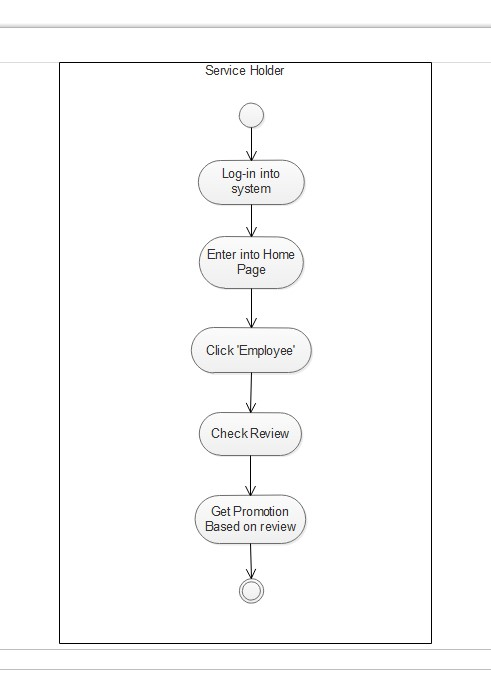 Service Holder
Log-in into
system
Enter into Home
Page
Click 'Employee'
Check Review
Get Promotion
Based on review